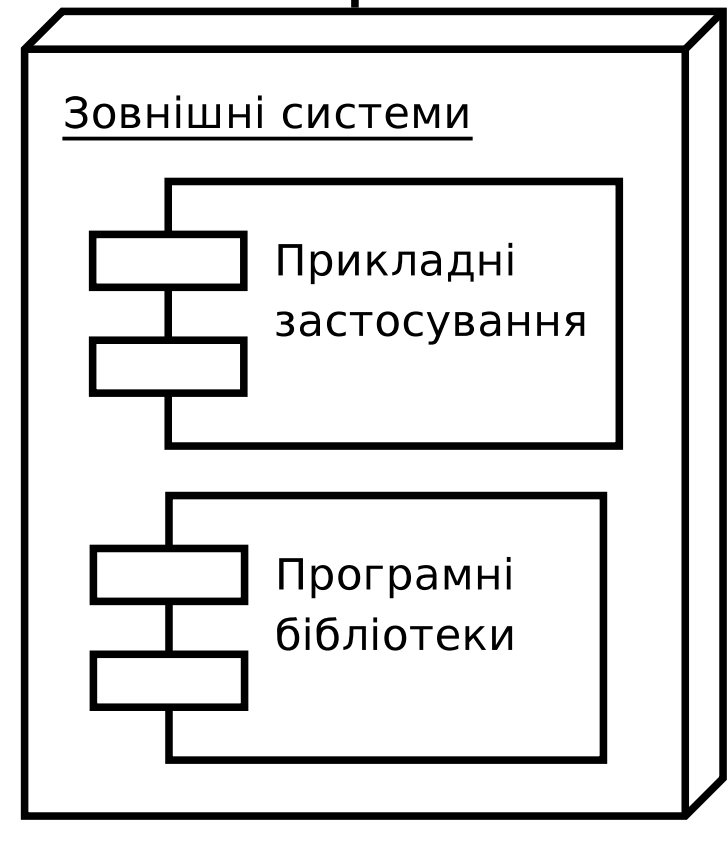 Зовнішні системи
Прикладні
застосування
Програмні
бібліотеки